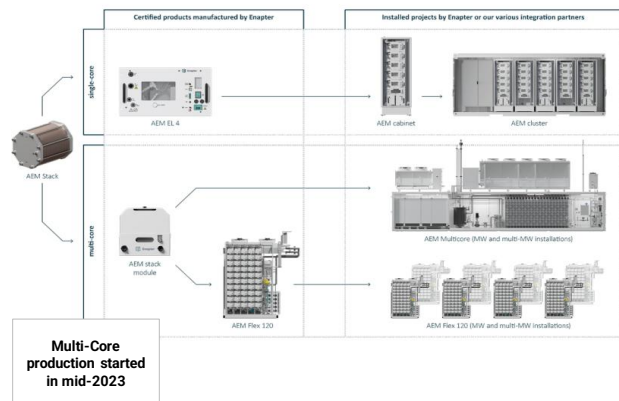 Certified products manufactured by Enapter
Installed projects by Enapter or our various integration partners
single-core
AEM EL 4
AEM cabinet
AEM cluster
AEM Stack
multi-core
AEM-stack
module
AEM Multicore (MW and multi-MW installations)
AEM Flex 120
AEM Flex 120 (MW and multi-MW installations)
Multi-Core
production started
in mid-2023